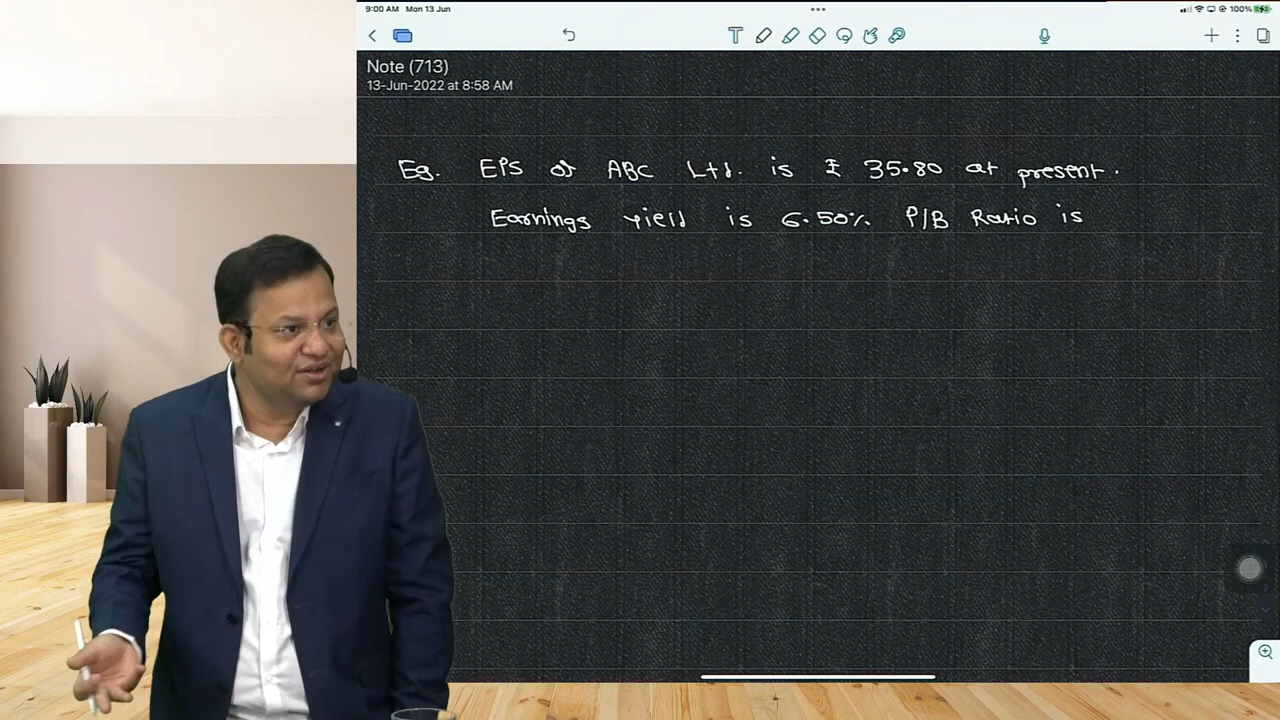 9:00 AM Mon 13 Jun
100%
Note (713)
13-Jun-2022 at 8:58 AM
Eg. EPS of ABC Ltd. is ₹ 35.80 at present.
Earnings yield is 6.50% P/B Ratio is